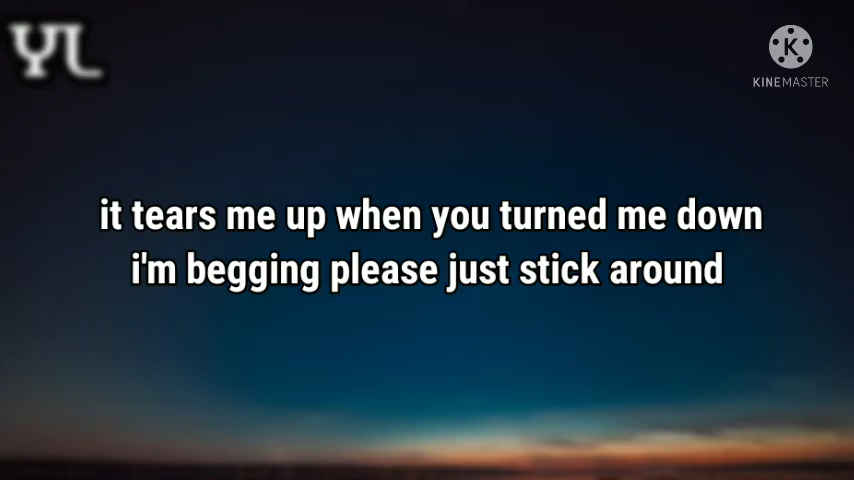 YL
KINEMASTER
it tears me up when you turned me down
i'm begging please just stick around